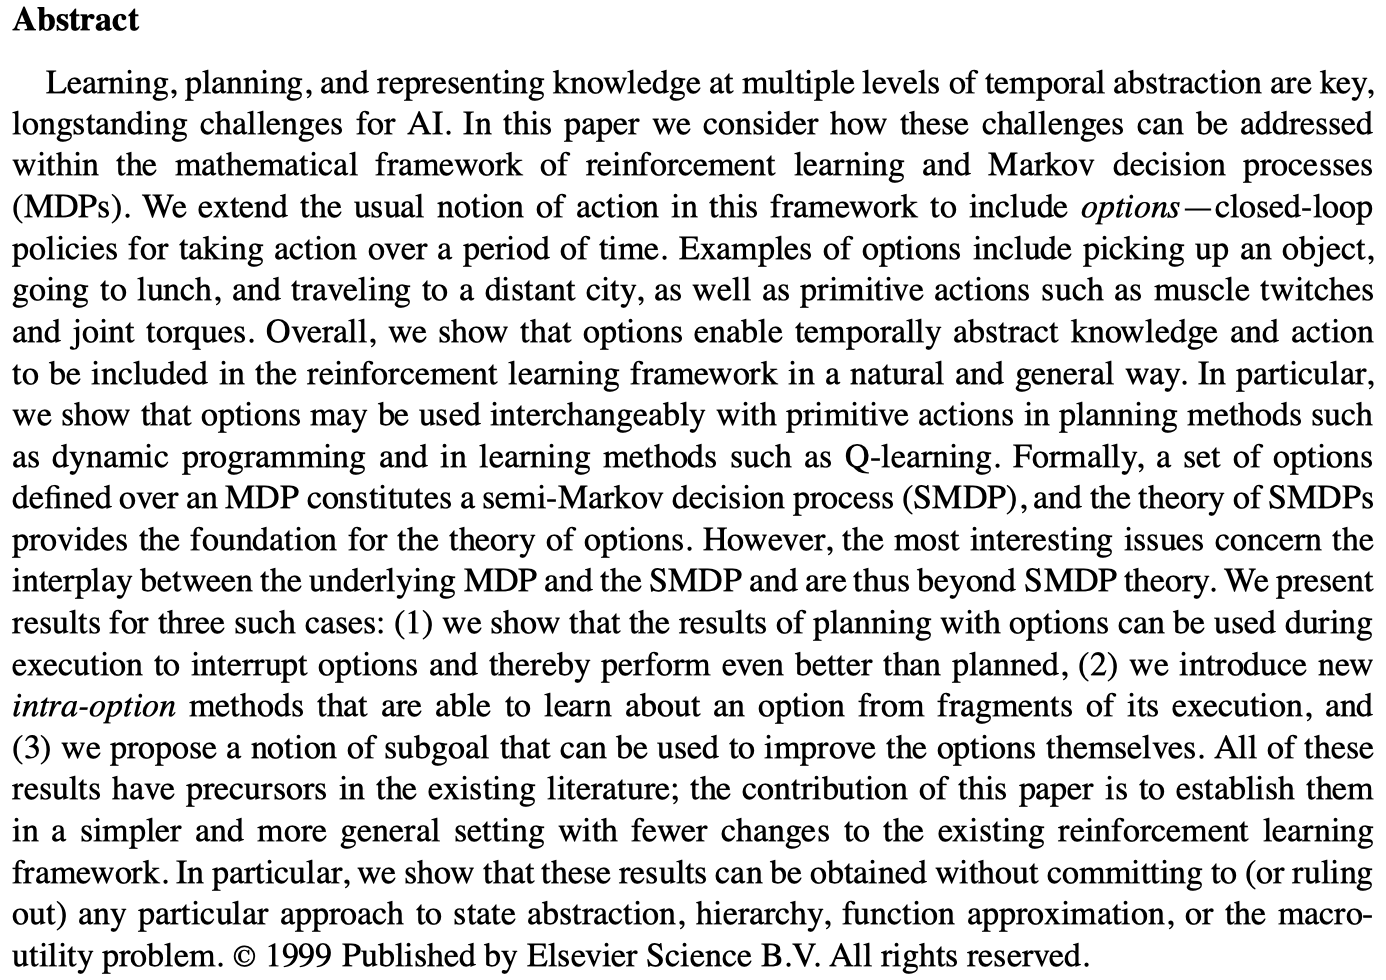 Abstract
Learning, planning, and representing knowledge at multiple levels of temporal abstraction are key,
longstanding challenges for AI. In this paper we consider how these challenges can be addressed
within the mathematical framework of reinforcement learning and Markov decision processes
(MDPs). We extend the usual notion of action in this framework to include options—closed-loop
policies for taking action over a period of time. Examples of options include picking up an object,
going to lunch, and traveling to a distant city, as well as primitive actions such as muscle twitches
and joint torques. Overall, we show that options enable temporally abstract knowledge and action
to be included in the reinforcement learning framework in a natural and general way. In particular,
we show that options may be used interchangeably with primitive actions in planning methods such
as dynamic programming and in learning methods such as Q-learning. Formally, a set of options
defined over an MDP constitutes a semi-Markov decision process (SMDP), and the theory of SMDPs
provides the foundation for the theory of options. However, the most interesting issues concern the
interplay between the underlying MDP and the SMDP and are thus beyond SMDP theory. We present
results for three such cases: (1) we show that the results of planning with options can be used during
execution to interrupt options and thereby perform even better than planned, (2) we introduce new
intra-option methods that are able to learn about an option from fragments of its execution, and
(3) we propose a notion of subgoal that can be used to improve the options themselves. All of these
results have precursors in the existing literature; the contribution of this paper is to establish them
in a simpler and more general setting with fewer changes to the existing reinforcement learning
framework. In particular, we show that these results can be obtained without committing to (or ruling
out) any particular approach to state abstraction, hierarchy, function approximation, or the macro-
utility problem. © 1999 Published by Elsevier Science B.V. All rights reserved.